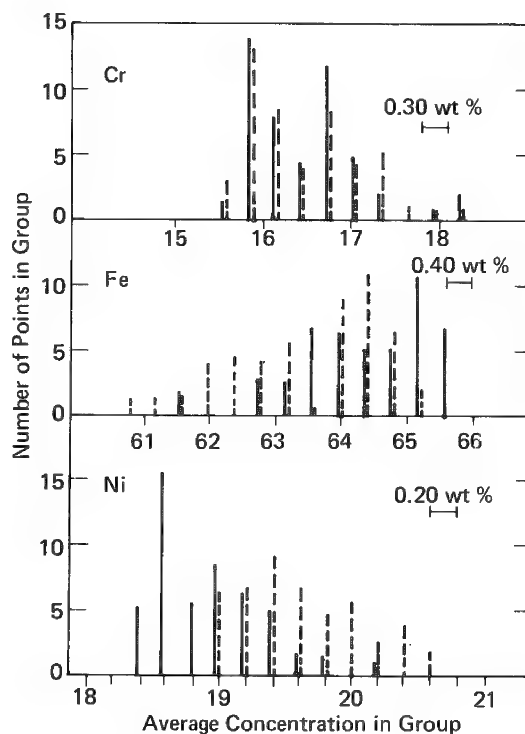 Number of Points in Group
15
10
5
0
Cr
0.30 wt %
15 16 17 18
10
5
0
Fe
0.40 wt %
61 62 63 64 65 66
15
10
5
0
Ni
0.20 wt %
18 19 20 21
Average Concentration in Group